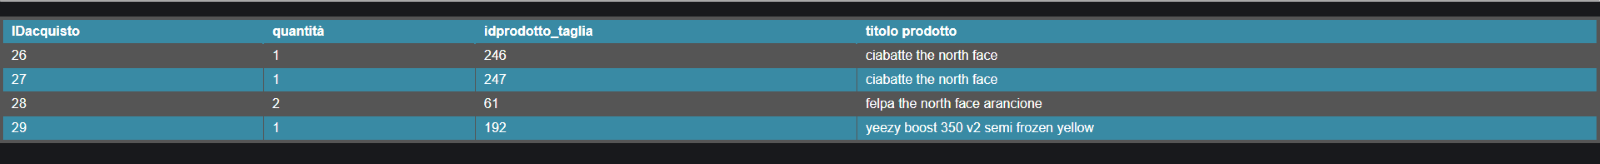 IDacquisto quantità idprodotto_taglia titolo prodotto
26 1 246 ciabatte the north face
27 1 247 ciabatte the north face
28 2 61 felpa the north face arancione
29 1 192 yeezy boost 350 v2 semi frozen yellow